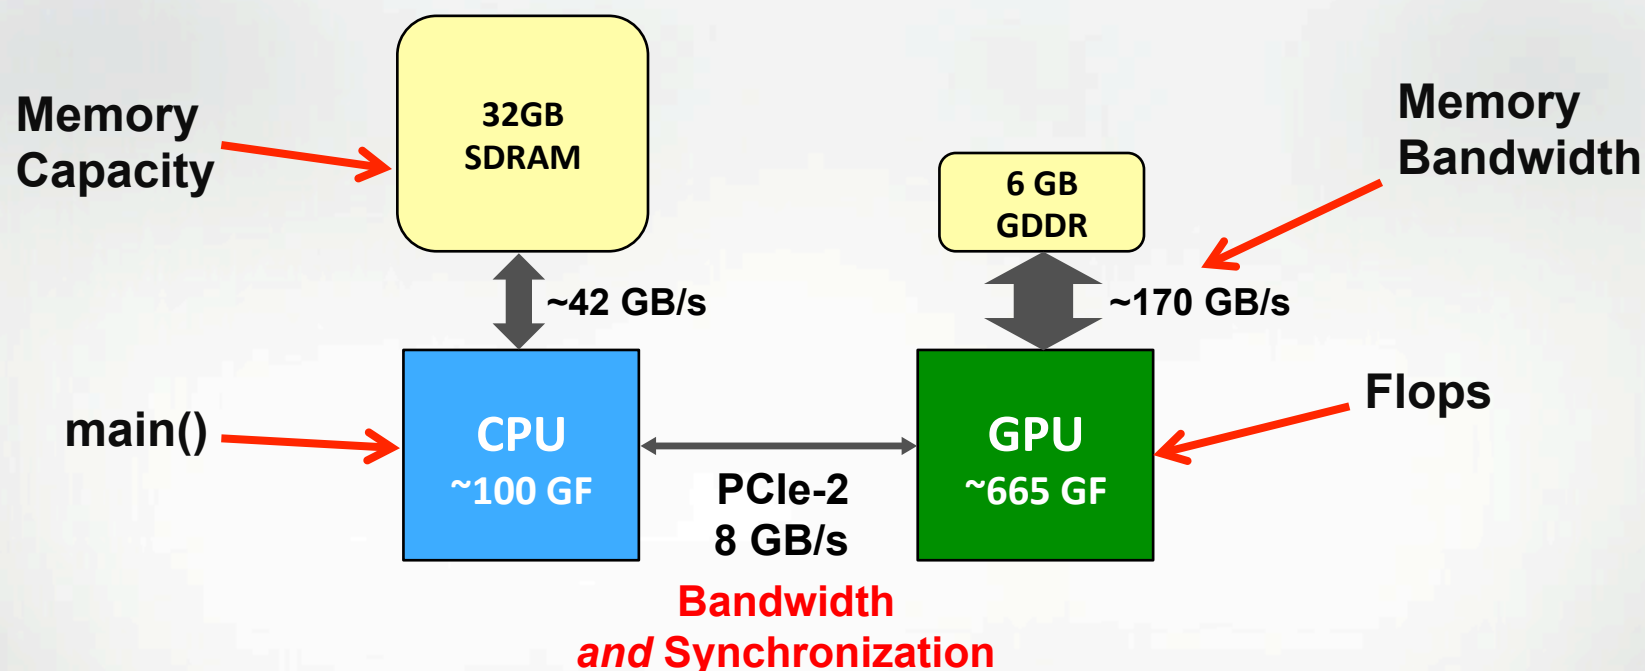 Memory
Capacity
32GB
SDRAM
6 GB
GDDR
Memory
Bandwidth
~42 GB/s
~170 GB/s
main()
CPU
~100 GF
PCIe-2
8 GB/s
GPU
~665 GF
Flops
Bandwidth
and Synchronization